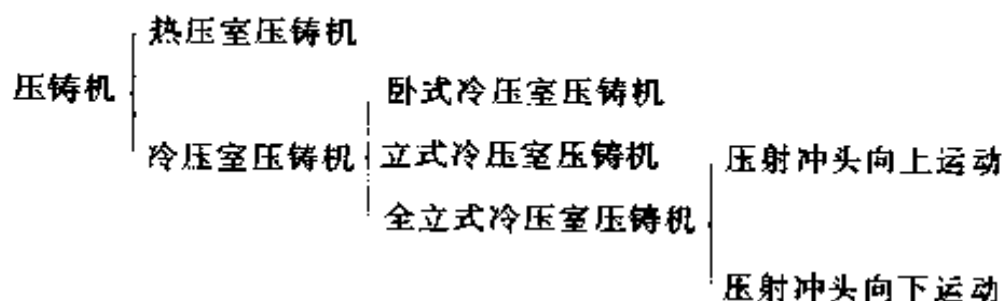 热压室压铸机
压铸机
卧式冷压室压铸机
冷压室压铸机
立式冷压室压铸机
压射冲头向上运动
全立式冷压室压铸机
压射冲头向下运动